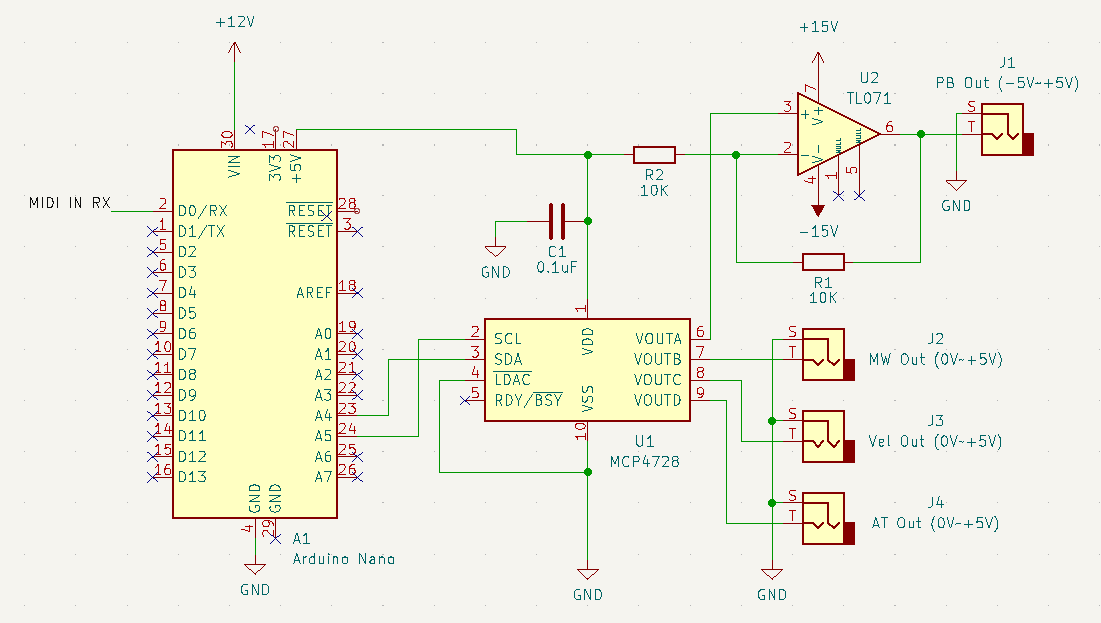 +12V
+15V
J1
PB Out (-5V~+5V)
U2
TL071
7
3
+
V+
S
T
6
2
-
V-
NULL
NULL
4
1
5
-15V
GND
30
17
27
VIN
3V3
+5V
MIDI IN RX
2
D0/RX
RESET
28
1
D1/TX
RESET
3
5
D2
6
D3
7
D4
AREF
18
8
D5
9
D6
A0
19
10
D7
A1
20
11
D8
A2
21
12
D9
A3
22
13
D10
A4
23
14
D11
A5
24
15
D12
A6
25
16
D13
A7
26
GND
GND
4
29
A1
Arduino Nano
GND
R2
10K
C1
0.1uF
GND
R1
10K
1
VDD
2
SCL
VOUTA
6
3
SDA
VOUTB
7
4
LDAC
VOUTC
8
5
RDY/BSY
VOUTD
9
VSS
10
U1
MCP4728
GND
S
T
J2
MW Out (0V~+5V)
S
T
J3
Vel Out (0V~+5V)
S
T
J4
AT Out (0V~+5V)
GND